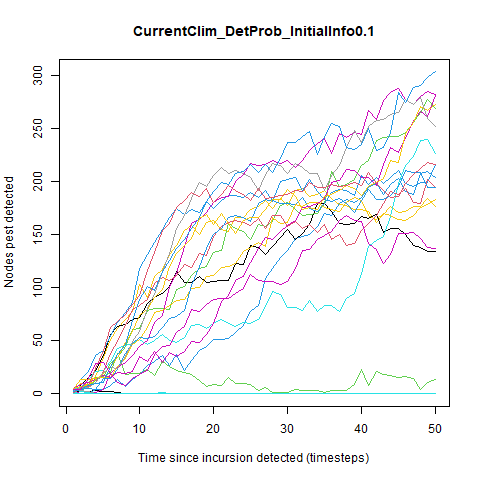 CurrentClim_DetProb_InitialInfo0.1
Nodes pest detected
300
250
200
150
100
50
0
0 10 20 30 40 50
Time since incursion detected (timesteps)